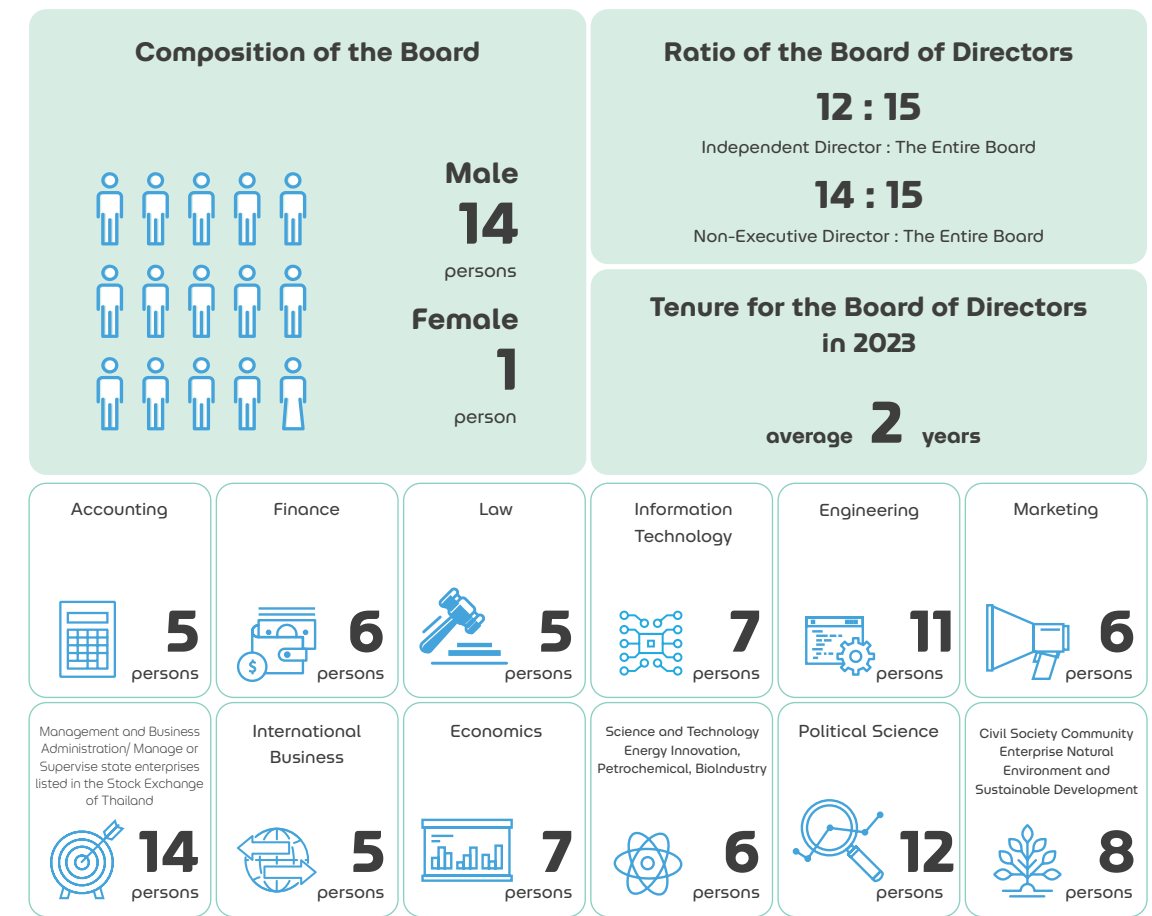 Composition of the Board
Male
14
persons
Female
1
person
Ratio of the Board of Directors
12 : 15
Independent Director : The Entire Board
14 : 15
Non-Executive Director : The Entire Board
Tenure for the Board of Directors
in 2023
average 2 years
Accounting
5
persons
Finance
$
6
persons
Law
5
persons
Information
Technology
7
persons
Engineering
11
persons
Marketing
6
persons
Management and Business
Administration/ Manage or
Supervise state enterprises
listed in the Stock Exchange
of Thailand
14
persons
International
Business
5
persons
Economics
7
persons
Science and Technology
Energy Innovation,
Petrochemical, BioIndustry
6
persons
Political Science
12
persons
Civil Society Community
Enterprise Natural
Environment and
Sustainable Development
8
persons